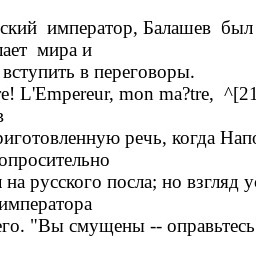 ский император, Балашев был
лает мира и
вступить в переговоры.
re! L'Empereur, mon ma?tre, ^[21
в
риготовленную речь, когда Напо
опросительно
на русского посла; но взгляд ус
императора
его. "Вы смущены -- оправьтесь